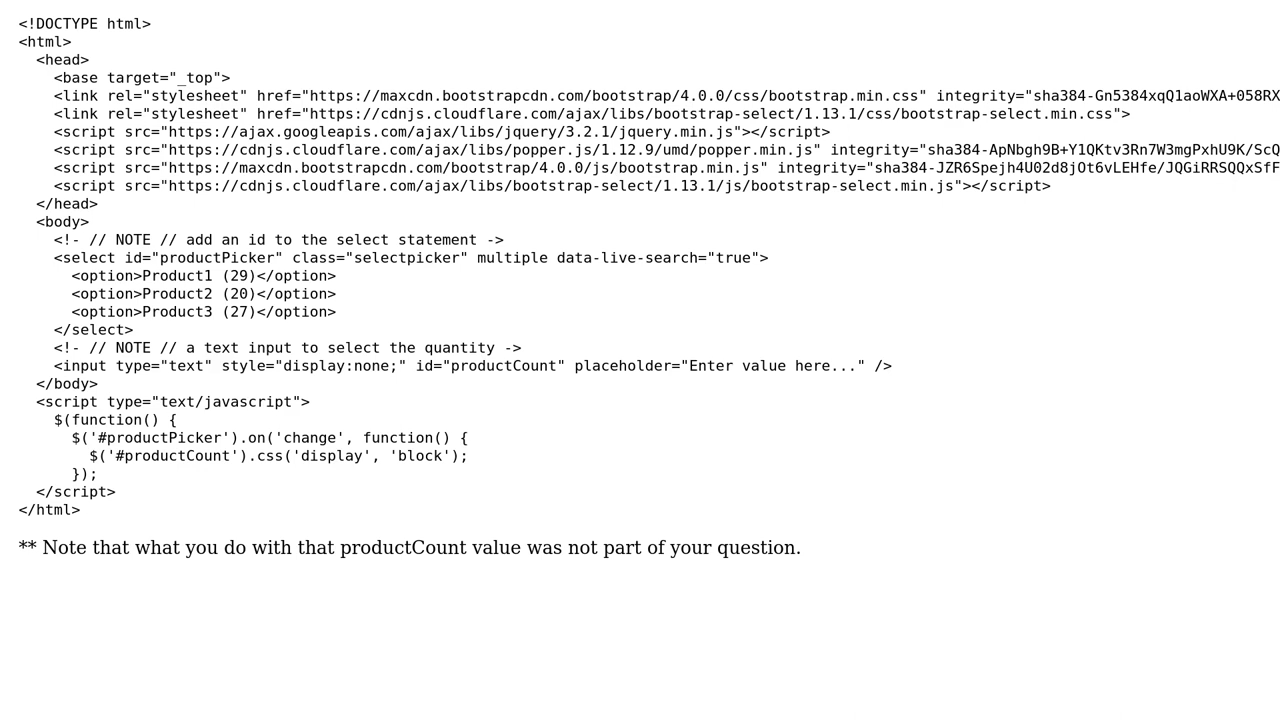 <!DOCTYPE html>
<html>
  <head>
    <base target="_top">
    <link rel="stylesheet" href="https://maxcdn.bootstrapcdn.com/bootstrap/4.0.0/css/bootstrap.min.css" integrity="sha384-Gn5384xqQ1aoWXA+058RX
    <link rel="stylesheet" href="https://cdnjs.cloudflare.com/ajax/libs/bootstrap-select/1.13.1/css/bootstrap-select.min.css">
    <script src="https://ajax.googleapis.com/ajax/libs/jquery/3.2.1/jquery.min.js"></script>
    <script src="https://cdnjs.cloudflare.com/ajax/libs/popper.js/1.12.9/umd/popper.min.js" integrity="sha384-ApNbgh9B+Y1QKtv3Rn7W3mgPxhU9K/ScQ
    <script src="https://maxcdn.bootstrapcdn.com/bootstrap/4.0.0/js/bootstrap.min.js" integrity="sha384-JZR6Spejh4U02d8jOt6vLEHfe/JQGiRRSQQxSfF
    <script src="https://cdnjs.cloudflare.com/ajax/libs/bootstrap-select/1.13.1/js/bootstrap-select.min.js"></script>
  </head>
  <body>
    <!- // NOTE // add an id to the select statement ->
    <select id="productPicker" class="selectpicker" multiple data-live-search="true">
      <option>Product1 (29)</option>
      <option>Product2 (20)</option>
      <option>Product3 (27)</option>
    </select>
    <!- // NOTE // a text input to select the quantity ->
    <input type="text" style="display:none;" id="productCount" placeholder="Enter value here..." />
  </body>
  <script type="text/javascript">
    $(function() {
      $('#productPicker').on('change', function() {
        $('#productCount').css('display', 'block');
      });
  </script>
</html>
** Note that what you do with that productCount value was not part of your question.